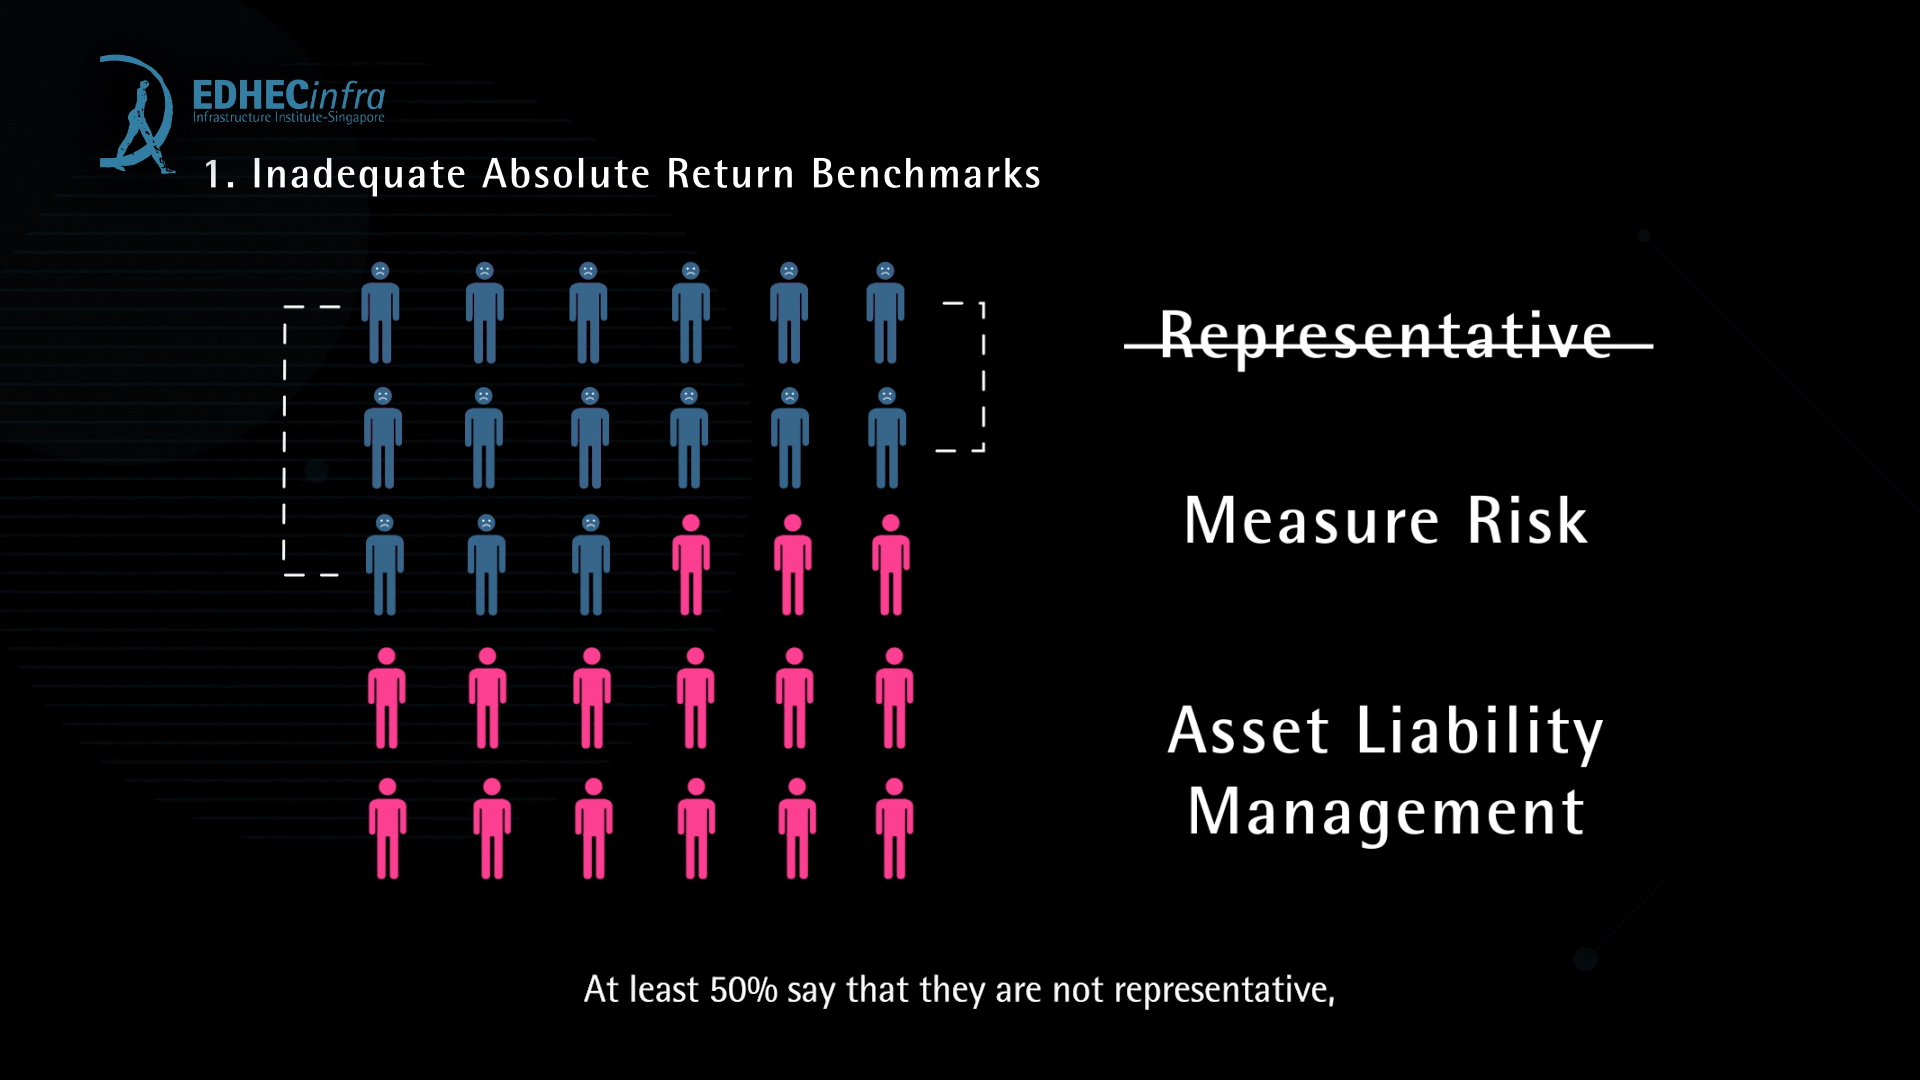 EDHECinfra
Infrastructure Institute-Singapore
1. Inadequate Absolute Return Benchmarks
Representative
Measure Risk
Asset Liability
Management
At least 50% say that they are not representative,